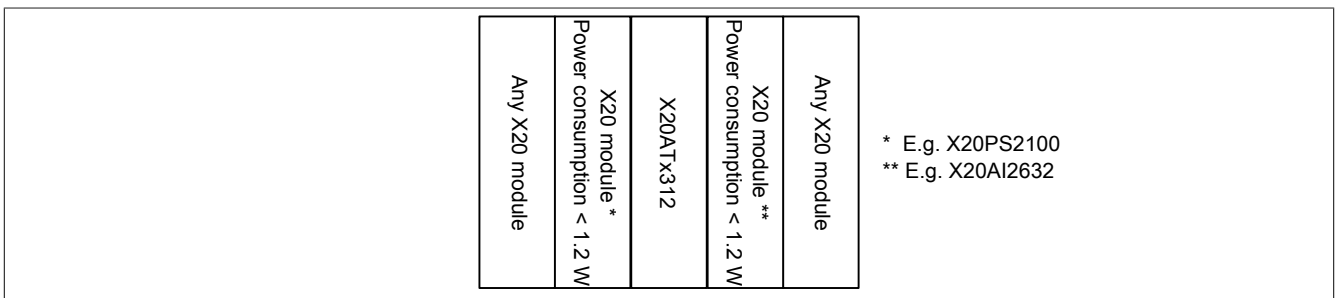 Any X20 module
X20 module *
Power consumption < 1.2 W
X20ATx312
X20 module **
Power consumption < 1.2 W
Any X20 module
* E.g. X20PS2100
** E.g. X20AI2632